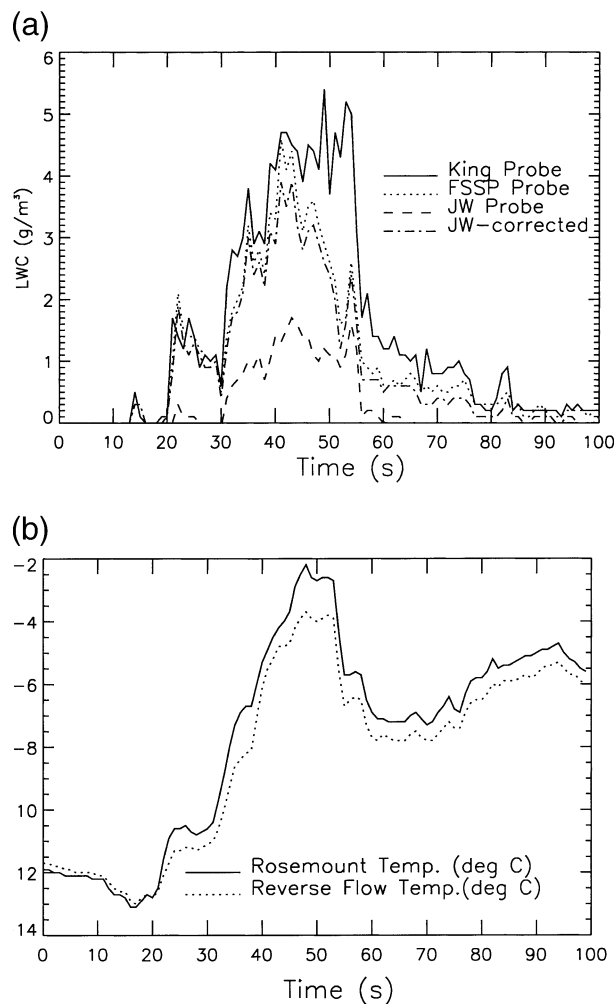 (a)
6
5
4
3
2
1
0
LWC (g/m³)
King Probe
FSSP Probe
JW Probe
JW-corrected
0 10 20 30 40 50 60 70 80 90 100
Time (s)
(b)
-2
-4
-6
-8
10
12
14
Rosemount Temp. (deg C)
Reverse Flow Temp.(deg C)
0 10 20 30 40 50 60 70 80 90 100
Time (s)